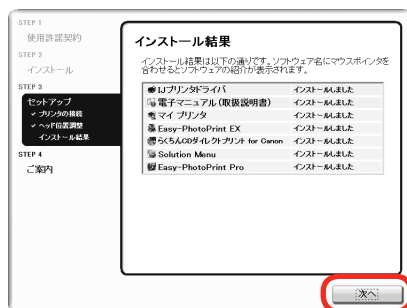 STEP 1
使用許諾契約
STEP 2
インストール
STEP 3
セットアップ
✓ プリンタの接続
✓ ヘッド位置調整
インストール結果
STEP 4
ご案内
インストール結果
インストール結果は以下の通りです。ソフトウェア名にマウスポインタを
合わせるとソフトウェアの紹介が表示されます。
IJプリンタドライバ インストールしました
電子マニュアル(取扱説明書) インストールしました
マイ プリンタ インストールしました
Easy-PhotoPrint EX インストールしました
らくちんCDダイレクトプリント for Canon インストールしました
Solution Menu インストールしました
Easy-PhotoPrint Pro インストールしました
次へ